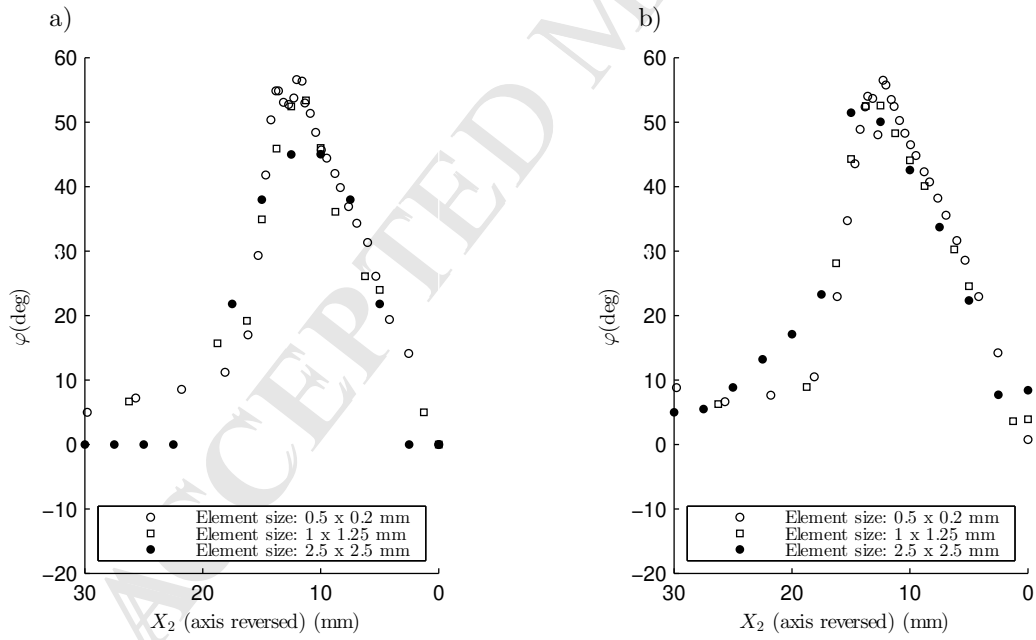 a)
60
50
40
30
20
10
0
−10
−20
φ(deg)
Element size: 0.5 x 0.2 mm
Element size: 1 x 1.25 mm
Element size: 2.5 x 2.5 mm
30 20 10 0
X₂ (axis reversed) (mm)
b)
60
50
40
30
20
10
0
−10
−20
φ(deg)
Element size: 0.5 x 0.2 mm
Element size: 1 x 1.25 mm
Element size: 2.5 x 2.5 mm
30 20 10 0
X₂ (axis reversed) (mm)
ACCEPTED